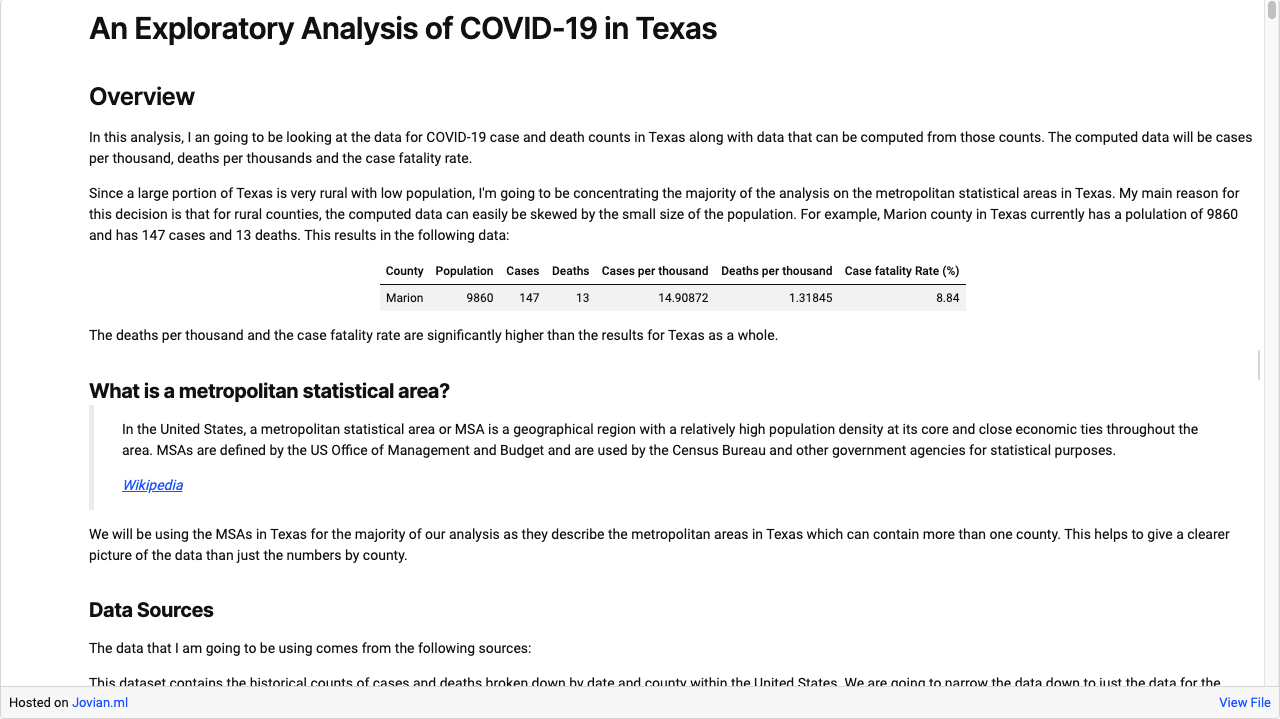 An Exploratory Analysis of COVID-19 in Texas
Overview
In this analysis, I an going to be looking at the data for COVID-19 case and death counts in Texas along with data that can be computed from those counts. The computed data will be cases
per thousand, deaths per thousands and the case fatality rate.
Since a large portion of Texas is very rural with low population, I'm going to be concentrating the majority of the analysis on the metropolitan statistical areas in Texas. My main reason for
this decision is that for rural counties, the computed data can easily be skewed by the small size of the population. For example, Marion county in Texas currently has a polulation of 9860
and has 147 cases and 13 deaths. This results in the following data:
County Population Cases Deaths Cases per thousand Deaths per thousand Case fatality Rate (%)
Marion 9860 147 13 14.90872 1.31845 8.84
The deaths per thousand and the case fatality rate are significantly higher than the results for Texas as a whole.
What is a metropolitan statistical area?
In the United States, a metropolitan statistical area or MSA is a geographical region with a relatively high population density at its core and close economic ties throughout the
area. MSAs are defined by the US Office of Management and Budget and are used by the Census Bureau and other government agencies for statistical purposes.
Wikipedia
We will be using the MSAs in Texas for the majority of our analysis as they describe the metropolitan areas in Texas which can contain more than one county. This helps to give a clearer
picture of the data than just the numbers by county.
Data Sources
The data that I am going to be using comes from the following sources:
This dataset contains the historical counts of cases and deaths broken down by date and county within the United States. We are going to narrow the data down to just the data for the
Hosted on Jovian.ml
View File